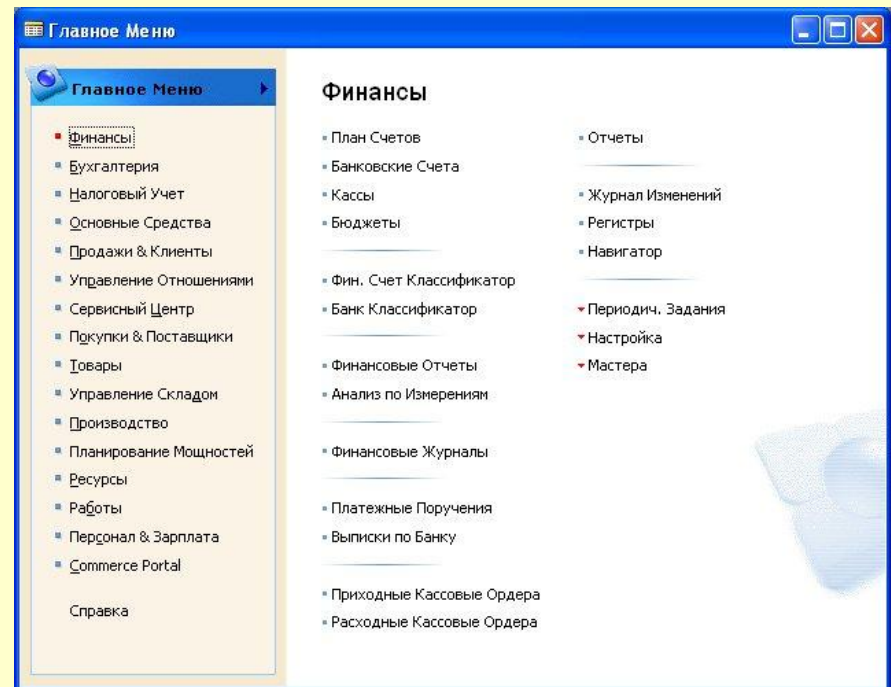 Главное Меню
Главное Меню
Финансы
Бухгалтерия
Налоговый Учет
Основные Средства
Продажи & Клиенты
Управление Отношениями
Сервисный Центр
Покупки & Поставщики
Товары
Управление Складом
Производство
Планирование Мощностей
Ресурсы
Работы
Персонал & Зарплата
Commerce Portal
Справка
Финансы
План Счетов
Банковские Счета
Кассы
Бюджеты
Фин. Счет Классификатор
Банк Классификатор
Финансовые Отчеты
Анализ по Измерениям
Финансовые Журналы
Платежные Поручения
Выписки по Банку
Приходные Кассовые Ордера
Расходные Кассовые Ордера
Отчеты
Журнал Изменений
Регистры
Навигатор
Периодич. Задания
Настройка
Мастера